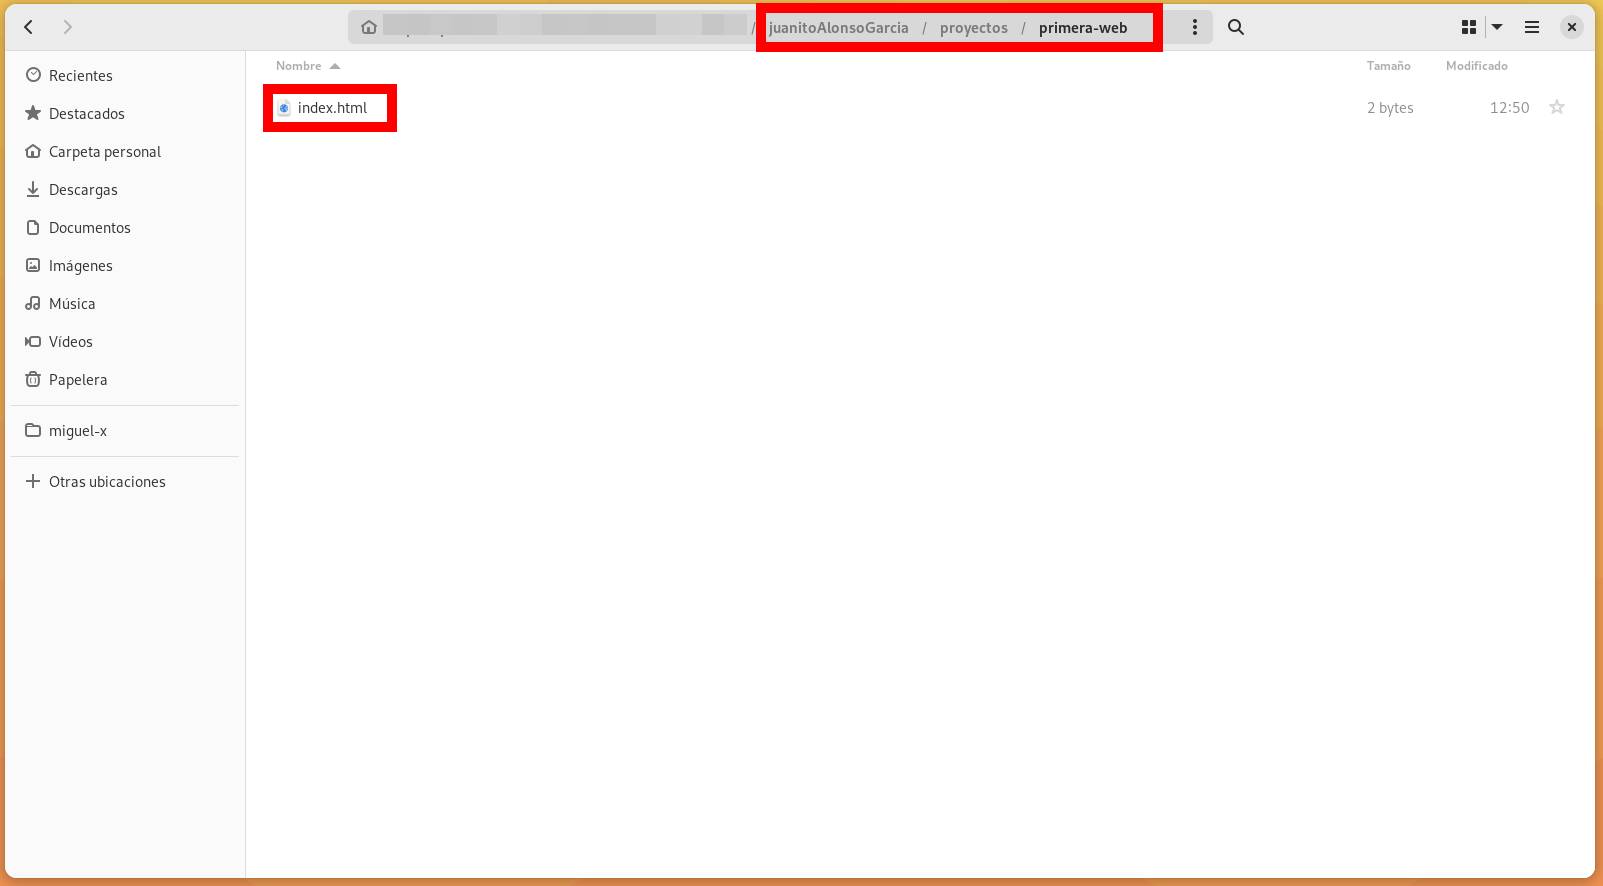 / juanitoAlonsoGarcia / proyectos / primera-web
Nombre Tamaño Modificado
index.html 2 bytes 12:50
Recientes
Destacados
Carpeta personal
Descargas
Documentos
Imágenes
Música
Vídeos
Papelera
miguel-x
Otras ubicaciones